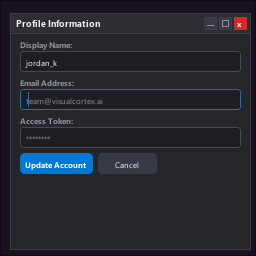 Profile Information
Display Name:
jordan_k
Email Address:
team@visualcortex.ai
Access Token:
********
Update Account
Cancel